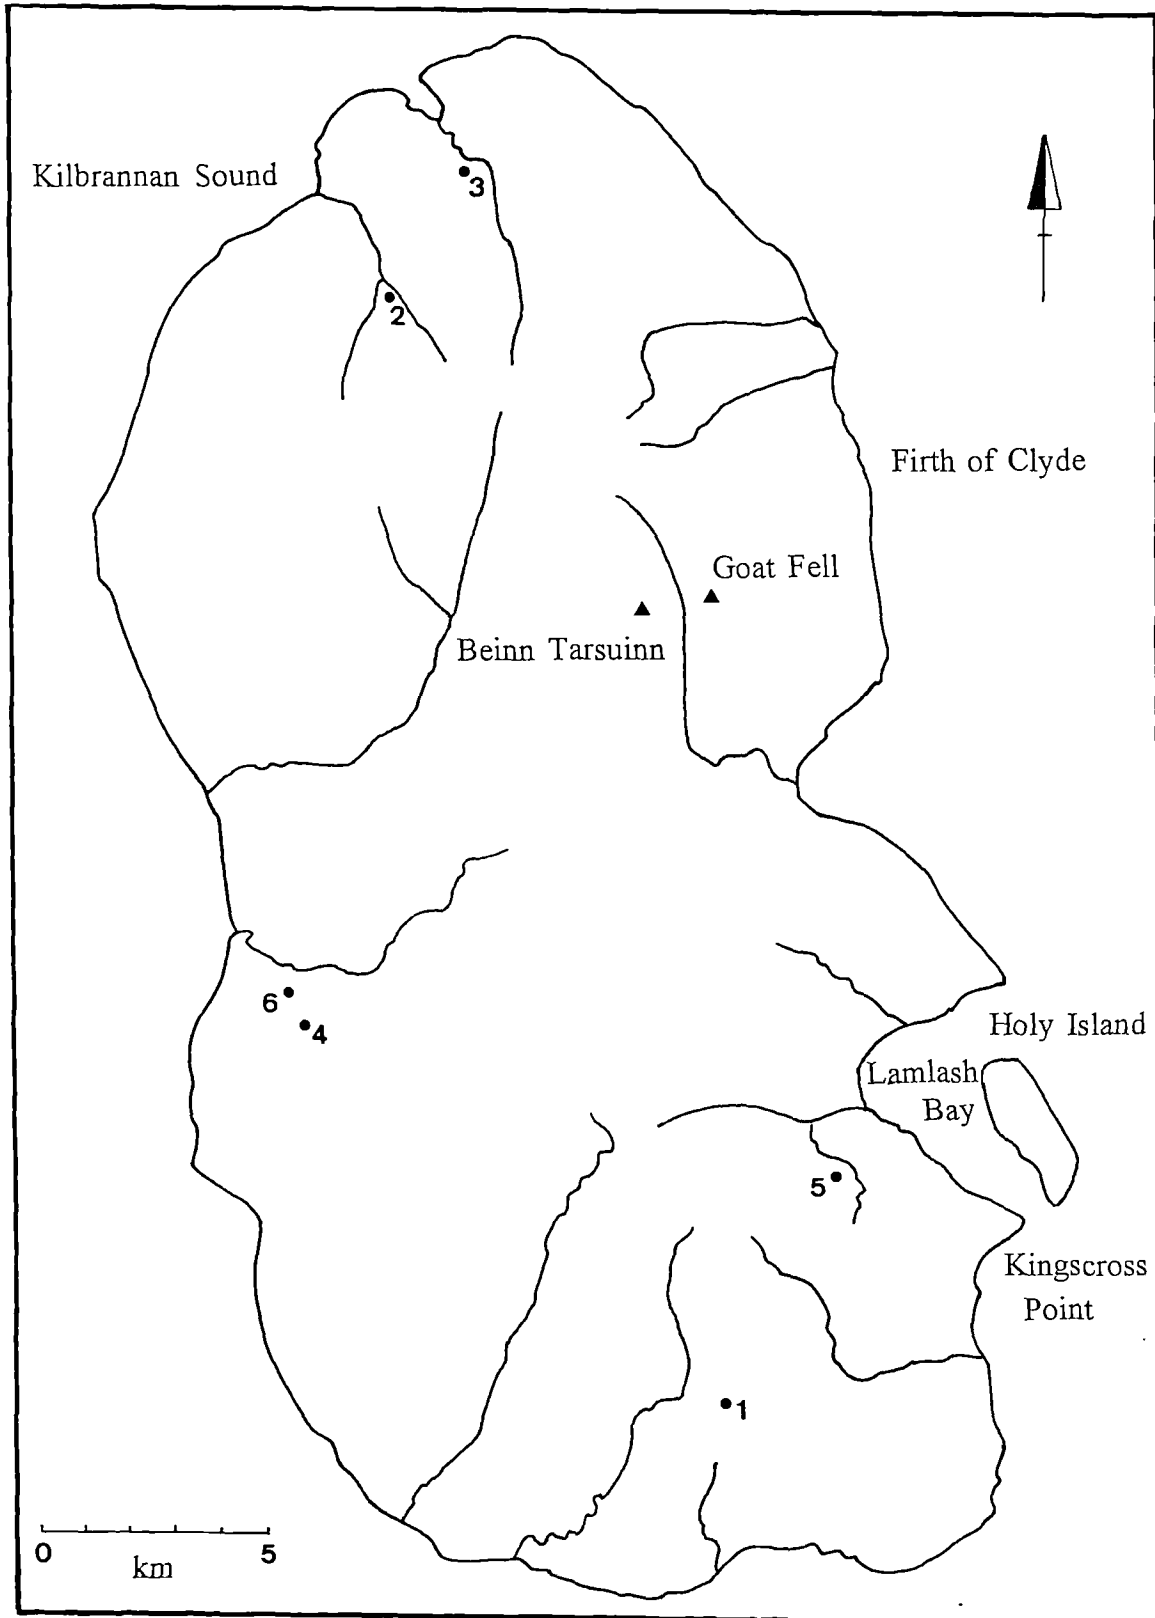 Kilbrannan Sound
3
2
Firth of Clyde
Goat Fell
Beinn Tarsuinn
6
4
Holy Island
Lamlash
Bay
5
Kingscross
Point
1
0
5
km